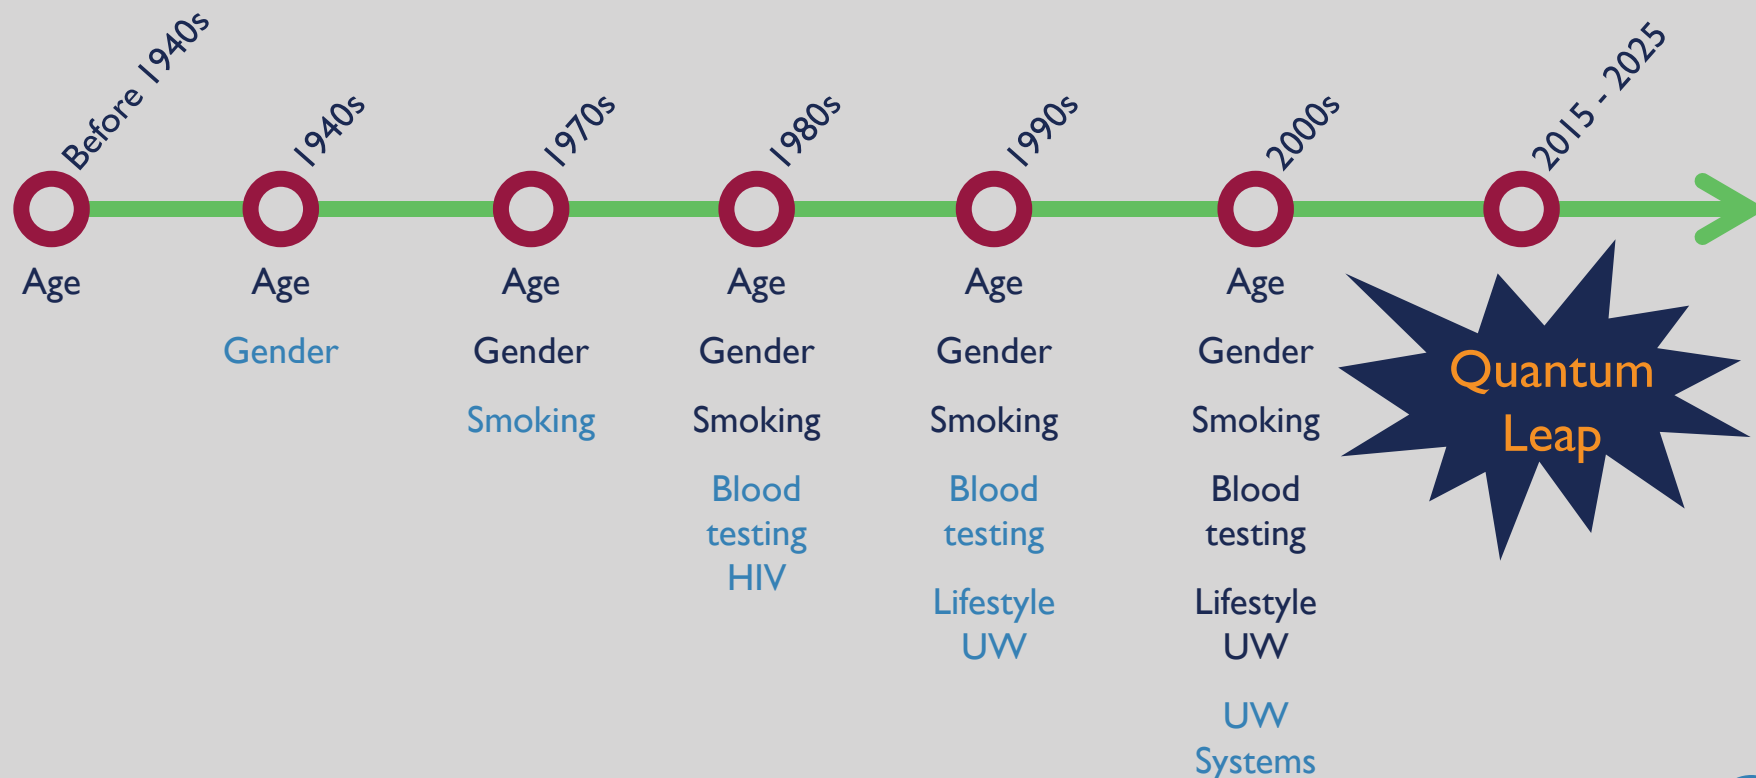 Before 1940s
1940s
1970s
1980s
1990s
2000s
2015 - 2025
Age
Age
Gender
Age
Gender
Smoking
Age
Gender
Smoking
Blood
testing
HIV
Age
Gender
Smoking
Blood
testing
Lifestyle
UW
Age
Gender
Smoking
Blood
testing
Lifestyle
UW
UW
Systems
Quantum
Leap